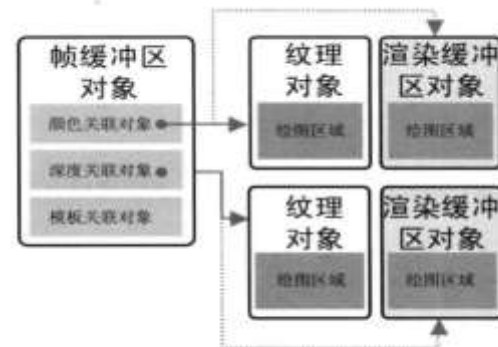 帧缓冲区
对象
颜色关联对象
深度关联对象
模板关联对象
纹理
对象
绘图区域
渲染缓冲
区对象
绘图区域
纹理
对象
绘图区域
渲染缓冲
区对象
绘图区域